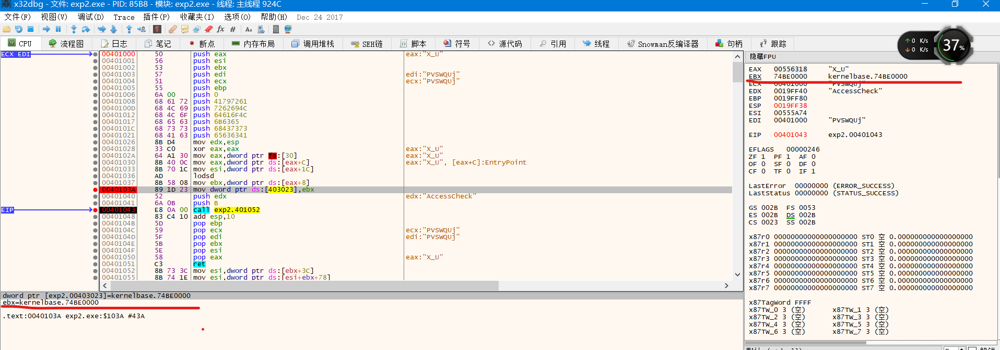 x32dbg - 文件: exp2.exe - PID: 85B8 - 模块: exp2.exe - 线程: 主线程 924C
文件(F) 视图(V) 调试(D) Trace 插件(P) 收藏夹(I) 选项(O) 帮助(H) Dec 24 2017
CPU 流程图 日志 笔记 断点 内存布局 调用堆栈 SEH链 脚本 符号 源代码 引用 线程 Snowman反编译器 句柄 跟踪
↑0 K/s
↓0 K/s
37%
ECX EDI
00401000 50 push eax eax:"X_U"
00401001 56 push esi
00401002 53 push ebx
00401003 57 push edi edi:"PVSWQUj"
00401004 51 push ecx ecx:"PVSWQUj"
00401005 55 push ebp
00401006 6A 00 push 0
00401008 68 61 72 push 41797261
0040100D 68 4C 69 push 7262694C
00401012 68 4C 6F push 64616F4C
00401017 68 65 63 push 6B6365
0040101C 68 73 73 push 68437373
00401021 68 41 63 push 65636341
00401026 8B D4 mov edx,esp
00401028 33 C0 xor eax,eax eax:"X_U"
0040102A 64 A1 30 mov eax,dword ptr fs:[30] eax:"X_U"
00401030 8B 40 0C mov eax,dword ptr ds:[eax+C] eax:"X_U", [eax+C]:EntryPoint
00401033 8B 70 1C mov esi,dword ptr ds:[eax+1C]
00401036 AD lodsd
00401037 8B 58 08 mov ebx,dword ptr ds:[eax+8]
0040103A 89 1D 23 mov dword ptr ds:[403023],ebx
00401040 52 push edx edx:"AccessCheck"
00401041 6A 0B push B
EIP
00401043 E8 0A 00 call exp2.401052
00401048 83 C4 10 add esp,10
0040104B 5D pop ebp
0040104C 59 pop ecx ecx:"PVSWQUj"
0040104D 5F pop edi edi:"PVSWQUj"
0040104E 5B pop ebx
0040104F 5E pop esi
00401050 58 pop eax eax:"X_U"
00401051 C3 ret
00401052 8B 73 3C mov esi,dword ptr ds:[ebx+3C]
00401055 8B 74 1E mov esi,dword ptr ds:[esi+ebx+78]
dword ptr [exp2.00403023]=kernelbase.74BE0000
ebx=kernelbase.74BE0000
.text:0040103A exp2.exe:$103A #43A
隐藏FPU
EAX 00556318 "X_U"
EBX 74BE0000 kernelbase.74BE0000
ECX 00401000 "PVSWQUj"
EDX 0019FF40 "AccessCheck"
EBP 0019FF80
ESP 0019FF38
ESI 00555A74
EDI 00401000 "PVSWQUj"
EIP 00401043 exp2.00401043
EFLAGS 00000246
ZF 1 PF 1 AF 0
OF 0 SF 0 DF 0
CF 0 TF 0 IF 1
LastError 00000000 (ERROR_SUCCESS)
LastStatus 00000000 (STATUS_SUCCESS)
GS 002B FS 0053
ES 002B DS 002B
CS 0023 SS 002B
x87r0 00000000000000000000 ST0 空 0.0000000000000000
x87r1 00000000000000000000 ST1 空 0.0000000000000000
x87r2 00000000000000000000 ST2 空 0.0000000000000000
x87r3 00000000000000000000 ST3 空 0.0000000000000000
x87r4 00000000000000000000 ST4 空 0.0000000000000000
x87r5 00000000000000000000 ST5 空 0.0000000000000000
x87r6 00000000000000000000 ST6 空 0.0000000000000000
x87r7 00000000000000000000 ST7 空 0.0000000000000000
x87TagWord FFFF
x87TW_0 3 (空) x87TW_1 3 (空)
x87TW_2 3 (空) x87TW_3 3 (空)
x87TW_4 3 (空) x87TW_5 3 (空)
x87TW_6 3 (空) x87TW_7 3 (空)